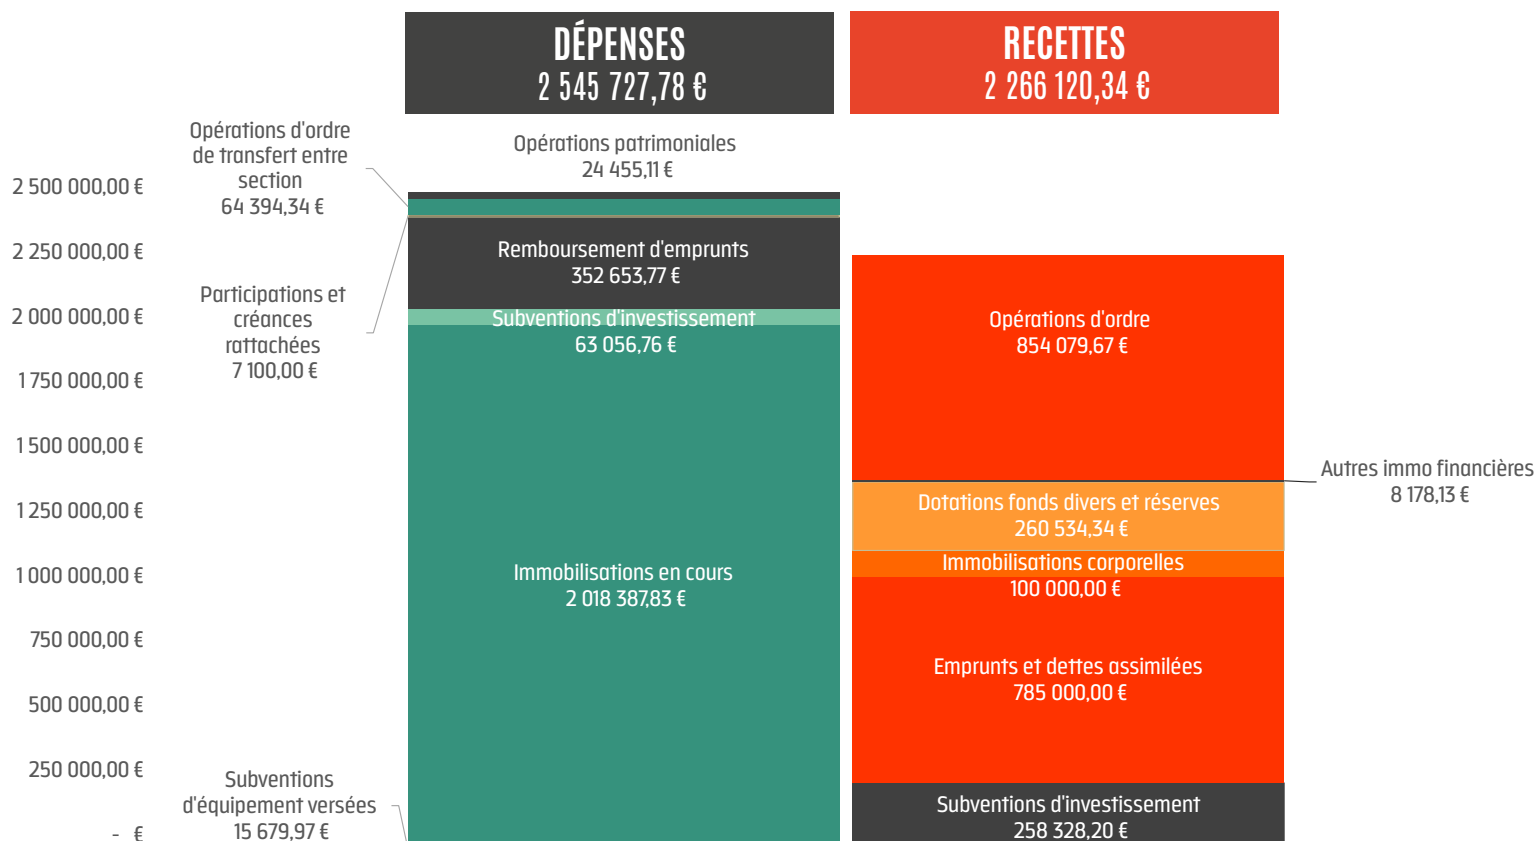 DÉPENSES
2 545 727,78 €
RECETTES
2 266 120,34 €
Opérations d'ordre
de transfert entre
section
64 394,34 €
Opérations patrimoniales
24 455,11 €
2 500 000,00 €
2 250 000,00 €
2 000 000,00 €
1 750 000,00 €
1 500 000,00 €
1 250 000,00 €
1 000 000,00 €
750 000,00 €
500 000,00 €
250 000,00 €
- €
Participations et
créances
rattachées
7 100,00 €
Subventions
d'équipement versées
15 679,97 €
Remboursement d'emprunts
352 653,77 €
Subventions d'investissement
63 056,76 €
Immobilisations en cours
2 018 387,83 €
Opérations d'ordre
854 079,67 €
Autres immo financières
8 178,13 €
Dotations fonds divers et réserves
260 534,34 €
Immobilisations corporelles
100 000,00 €
Emprunts et dettes assimilées
785 000,00 €
Subventions d'investissement
258 328,20 €